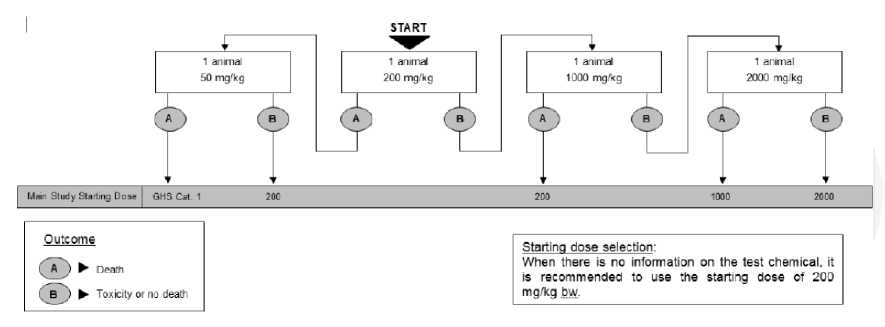 START
1 animal
50 mg/kg
1 animal
200 mg/kg
1 animal
1000 mg/kg
1 animal
2000 mg/kg
A
B
A
B
A
B
A
B
Main Study Starting Dose
GHS Cat. 1
200
200
1000
2000
Outcome
A Death
B Toxicity or no death
Starting dose selection:
When there is no information on the test chemical, it
is recommended to use the starting dose of 200
mg/kg bw.